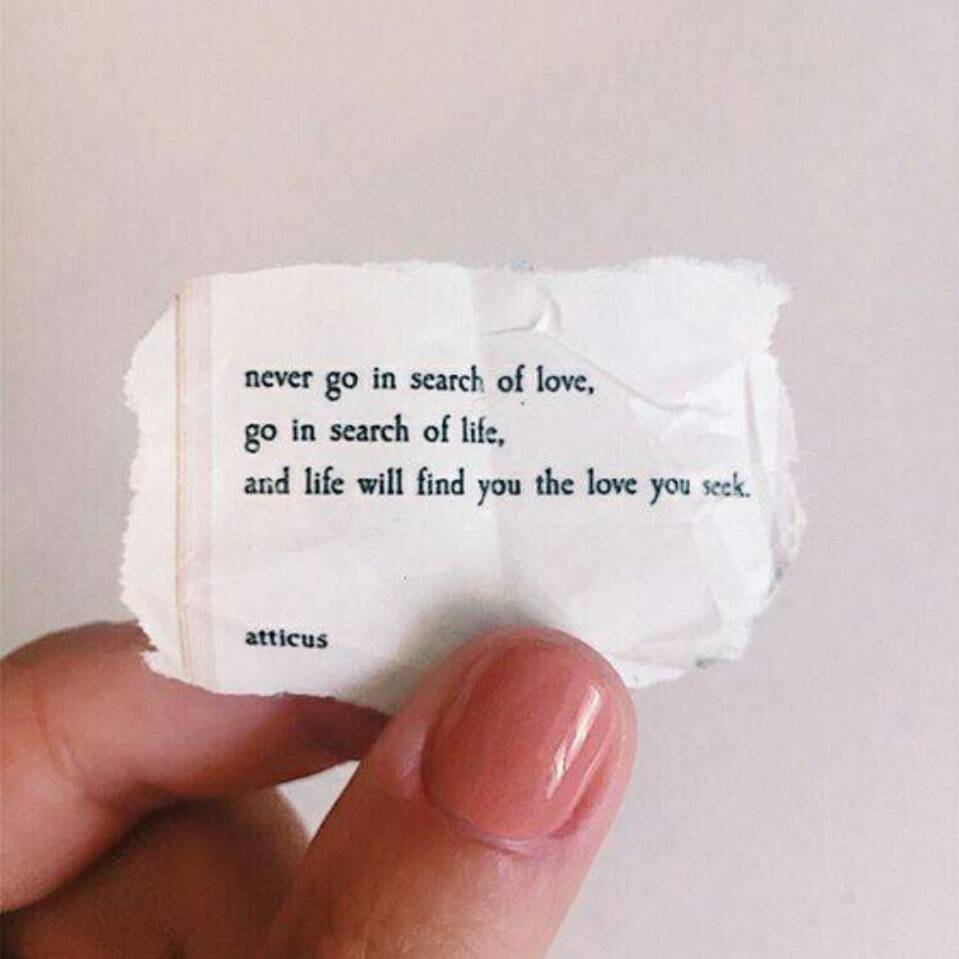 never go in search of love,
go in search of life,
and life will find you the love you seek.
atticus